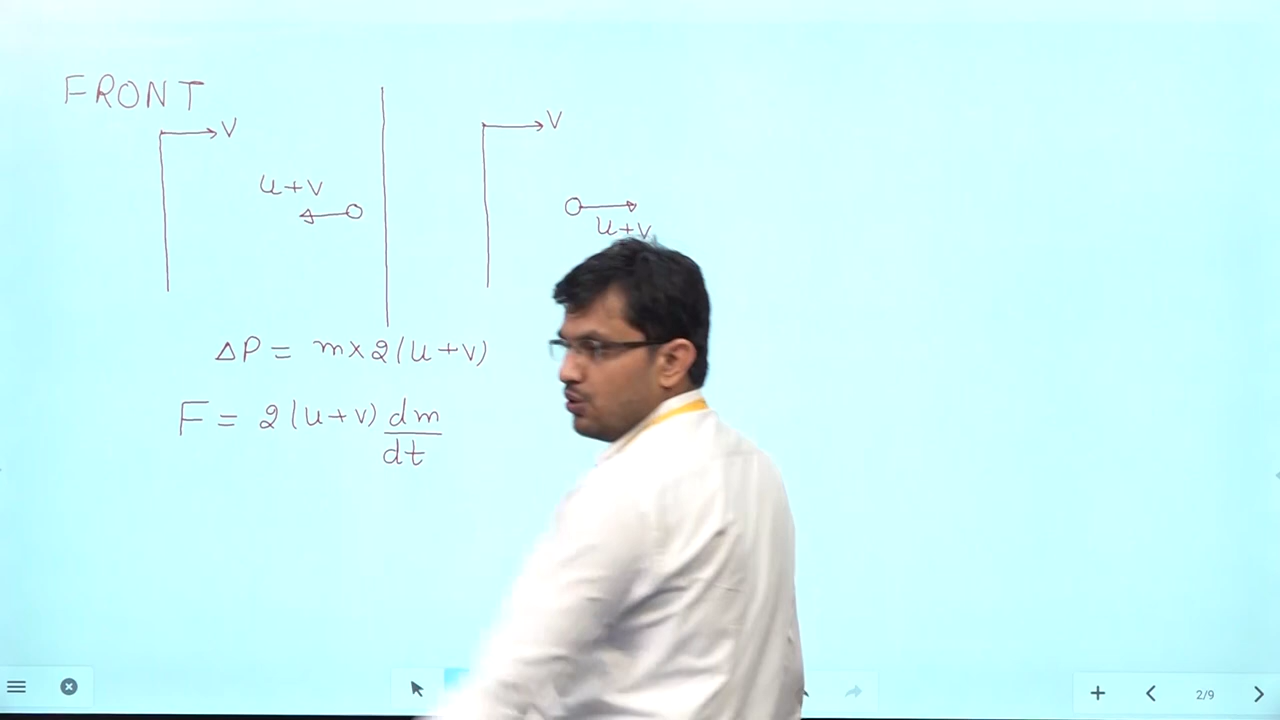 FRONT
V
V
u+v
u+v
ΔP = m×2(u+v)
F = 2(u+v) dm/dt
2/9